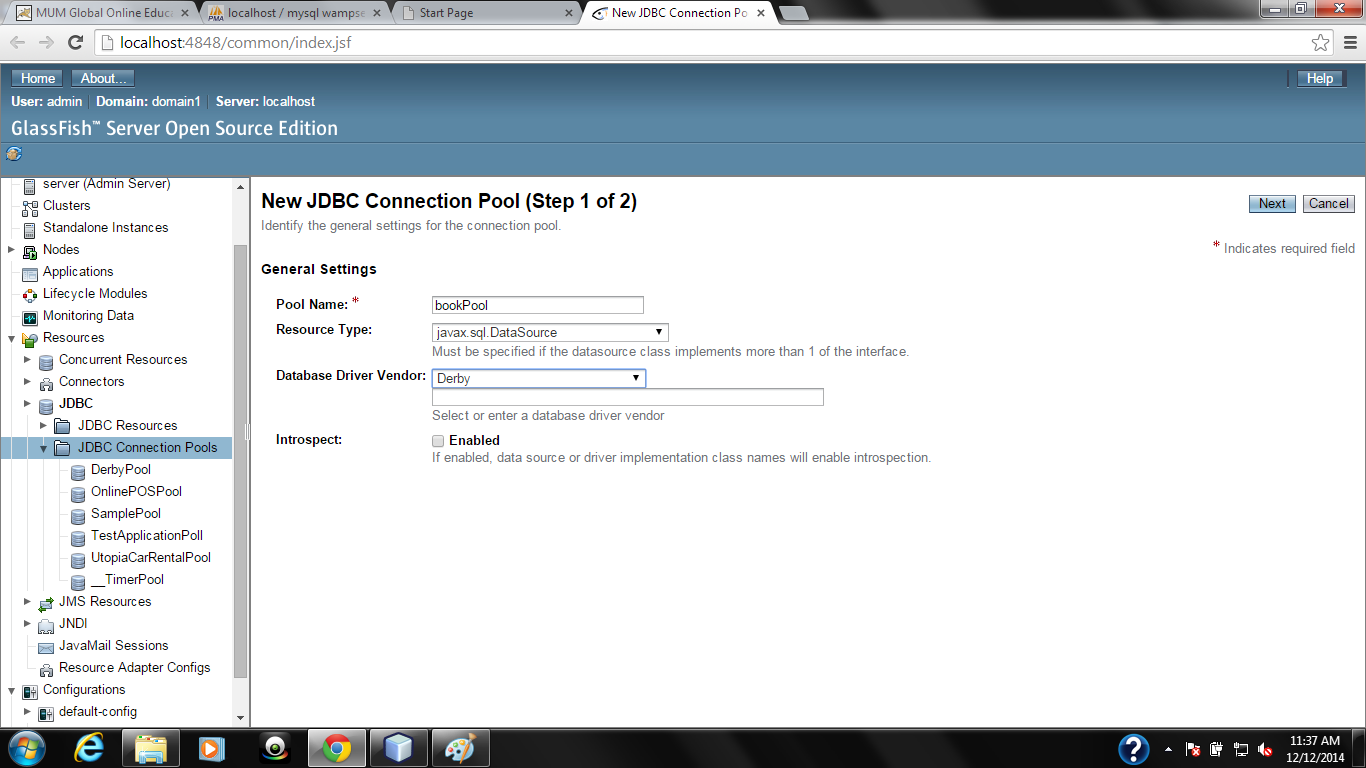 MUM Global Online Educa
localhost / mysql wampse
Start Page
New JDBC Connection Po
localhost:4848/common/index.jsf
Home About... Help
User: admin Domain: domain1 Server: localhost
GlassFish™ Server Open Source Edition
server (Admin Server)
Clusters
Standalone Instances
Nodes
Applications
Lifecycle Modules
Monitoring Data
Resources
Concurrent Resources
Connectors
JDBC
JDBC Resources
JDBC Connection Pools
DerbyPool
OnlinePOSPool
SamplePool
TestApplicationPoll
UtopiaCarRentalPool
__TimerPool
JMS Resources
JNDI
JavaMail Sessions
Resource Adapter Configs
Configurations
default-config
New JDBC Connection Pool (Step 1 of 2)
Next Cancel
Identify the general settings for the connection pool.
* Indicates required field
General Settings
Pool Name: * bookPool
Resource Type: javax.sql.DataSource
Must be specified if the datasource class implements more than 1 of the interface.
Database Driver Vendor: Derby
Select or enter a database driver vendor
Introspect: Enabled
If enabled, data source or driver implementation class names will enable introspection.
11:37 AM
12/12/2014